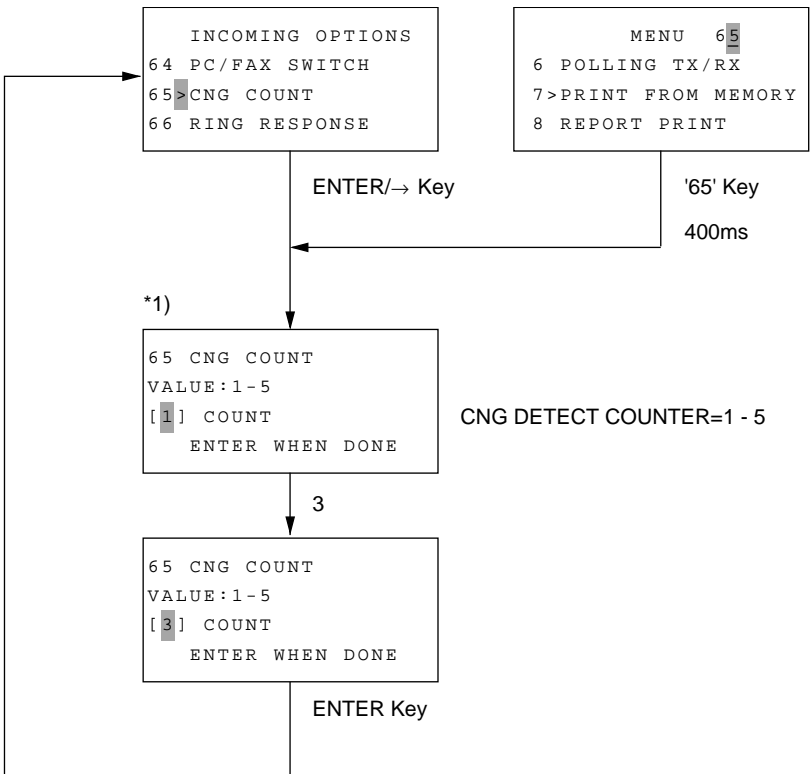 INCOMING OPTIONS
64 PC/FAX SWITCH
65>CNG COUNT
66 RING RESPONSE
MENU 65
6 POLLING TX/RX
7>PRINT FROM MEMORY
8 REPORT PRINT
ENTER/→ Key
'65' Key
400ms
*1)
65 CNG COUNT
VALUE:1-5
[1] COUNT
ENTER WHEN DONE
CNG DETECT COUNTER=1 - 5
3
65 CNG COUNT
VALUE:1-5
[3] COUNT
ENTER WHEN DONE
ENTER Key